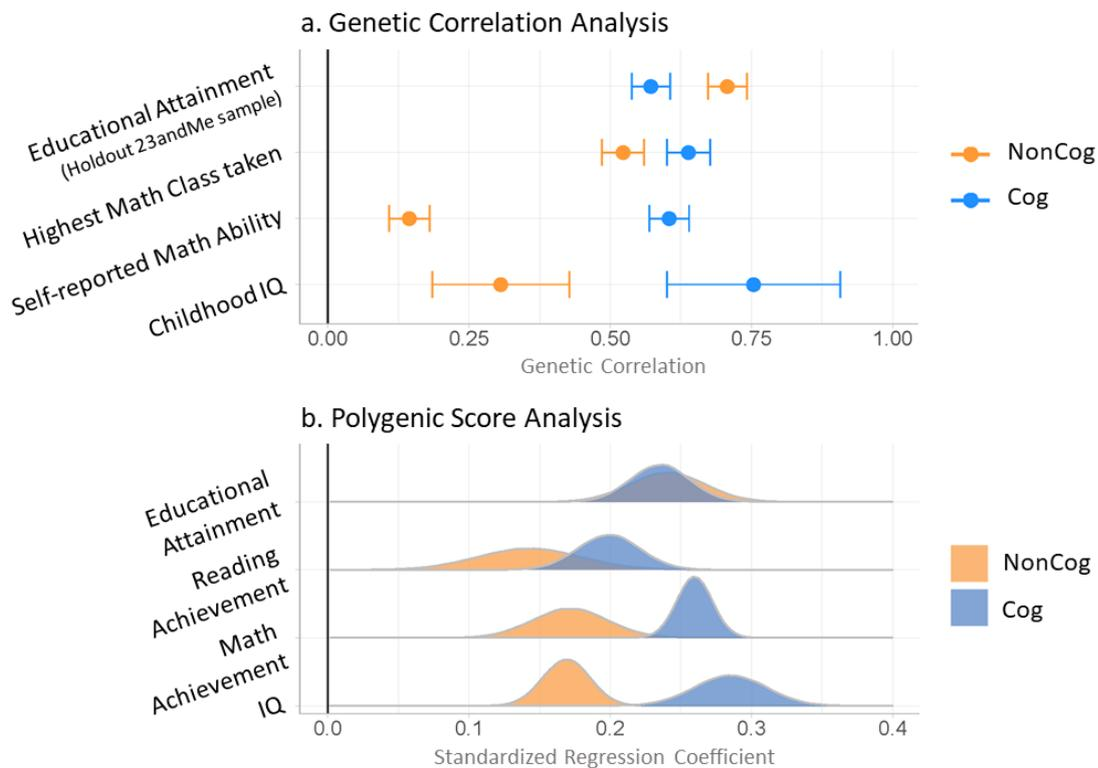 a. Genetic Correlation Analysis
Educational Attainment
(Holdout 23andMe sample)
Highest Math Class taken
Self-reported Math Ability
Childhood IQ
0.00 0.25 0.50 0.75 1.00
Genetic Correlation
NonCog
Cog
b. Polygenic Score Analysis
Educational
Attainment
Reading
Achievement
Math
Achievement
IQ
0.0 0.1 0.2 0.3 0.4
Standardized Regression Coefficient
NonCog
Cog